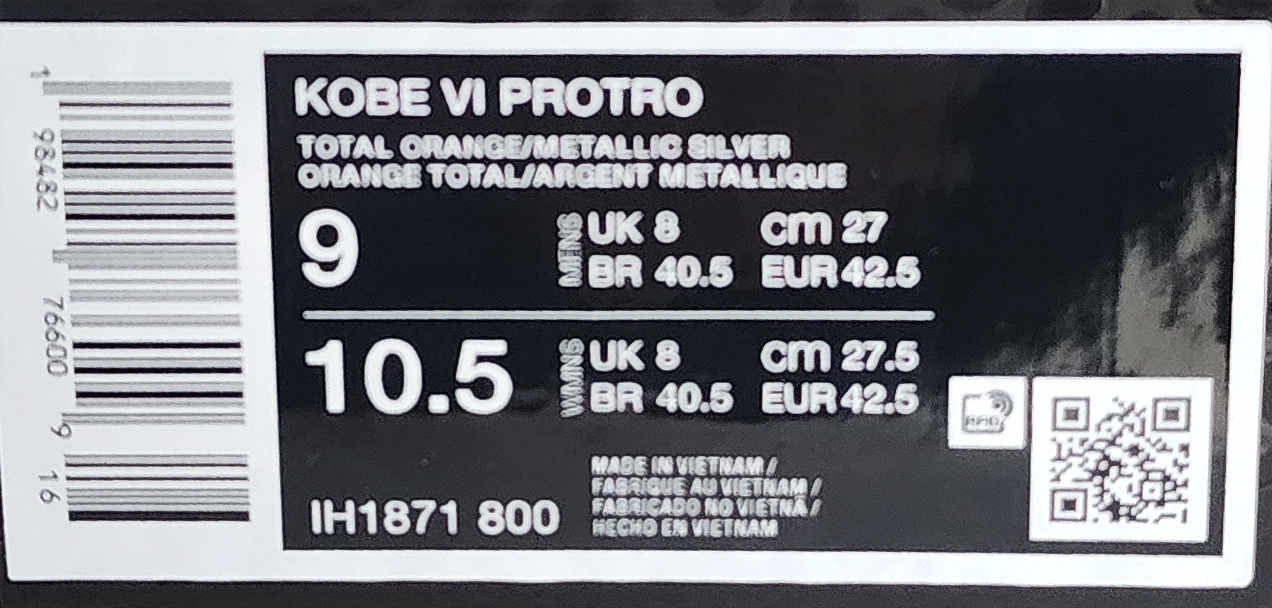 KOBE VI PROTRO
TOTAL ORANGE/METALLIC SILVER
ORANGE TOTAL/ARGENT METALLIQUE
9
MENS
UK 8 cm 27
BR 40.5 EUR 42.5
10.5
WMNS
UK 8 cm 27.5
BR 40.5 EUR 42.5
IH1871 800
MADE IN VIETNAM /
FABRIQUE AU VIETNAM /
FABRICADO NO VIETNÃ /
HECHO EN VIETNAM
RFID
1 98482 76600 9 16